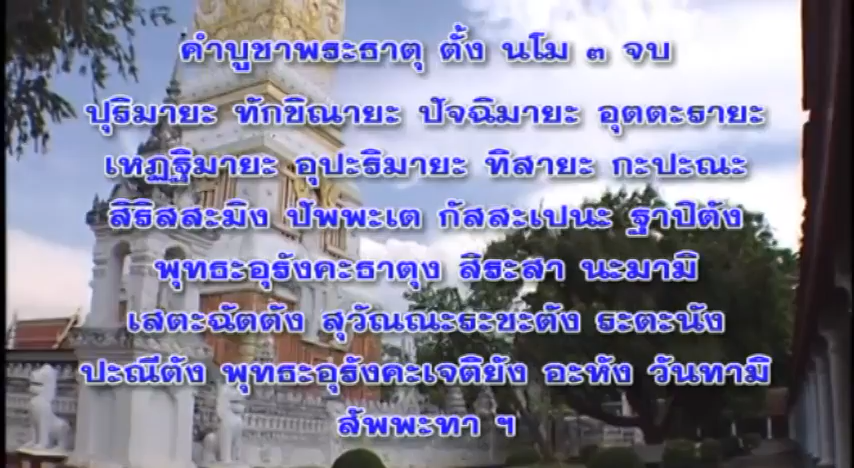 คำบูชาพระธาตุ ตั้ง นโม ๓ จบ
ปุริมายะ ทักขิณายะ ปัจฉิมายะ อุตตะรายะ
เหฏฐิมายะ อุปะริมายะ ทิสายะ กะปะณะ
สิริสสะมิง ปัพพะเต กัสสะเปนะ ฐาปิตัง
พุทธะอุรังคะธาตุง สิระสา นะมามิ
เสตะฉัตตัง สุวัณณะระชะตัง ระตะนัง
ปะณีตัง พุทธะอุรังคะเจติยัง อะหัง วันทามิ
สัพพะทา ฯ